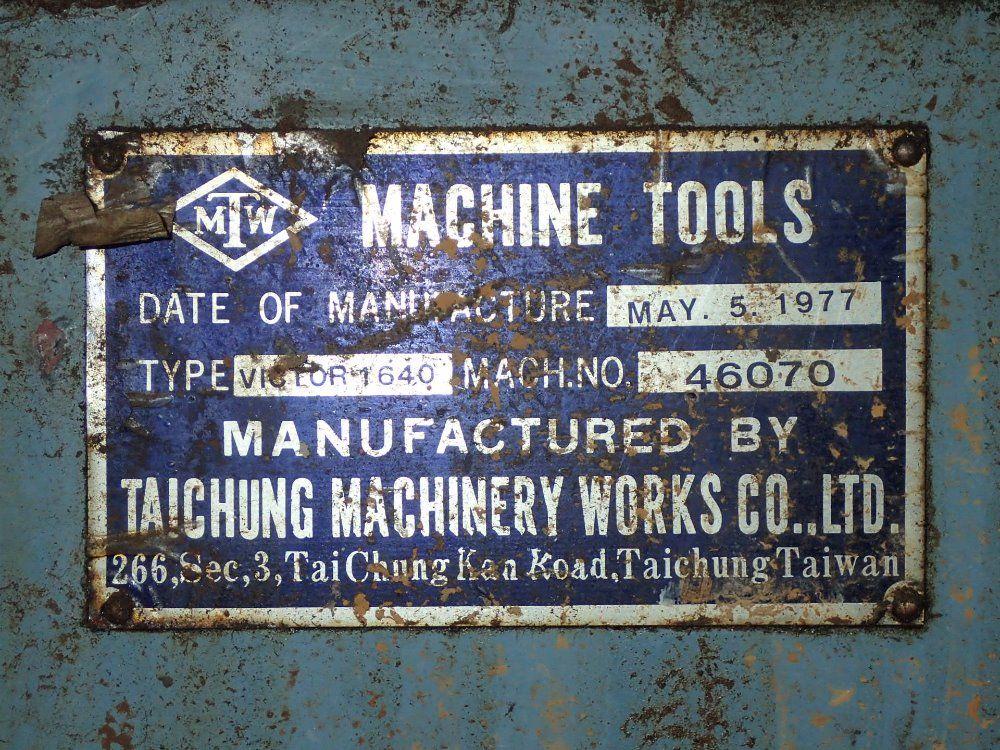 MTW MACHINE TOOLS
DATE OF MANUFACTURE MAY. 5. 1977
TYPE VICTOR 1640 MACH.NO. 46070
MANUFACTURED BY
TAICHUNG MACHINERY WORKS CO.,LTD.
266,Sec,3,TaiChung Kan Road,Taichung Taiwan